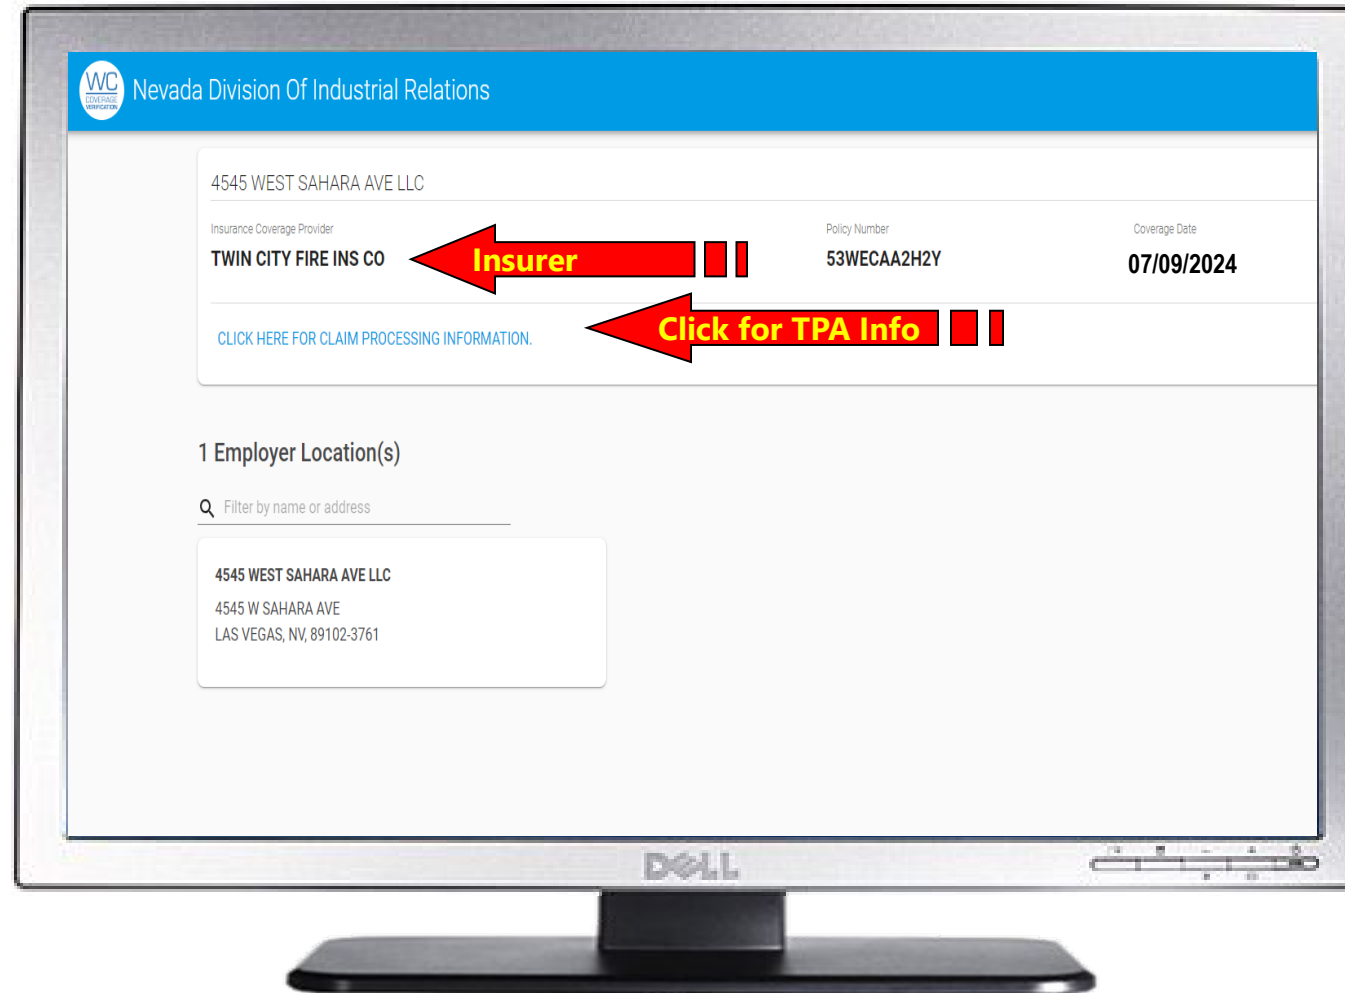 WC
COVERAGE
VERIFICATION
Nevada Division Of Industrial Relations
4545 WEST SAHARA AVE LLC
Insurance Coverage Provider
Policy Number
Coverage Date
TWIN CITY FIRE INS CO
Insurer
53WECAA2H2Y
07/09/2024
CLICK HERE FOR CLAIM PROCESSING INFORMATION.
Click for TPA Info
1 Employer Location(s)
Filter by name or address
4545 WEST SAHARA AVE LLC
4545 W SAHARA AVE
LAS VEGAS, NV, 89102-3761
DELL